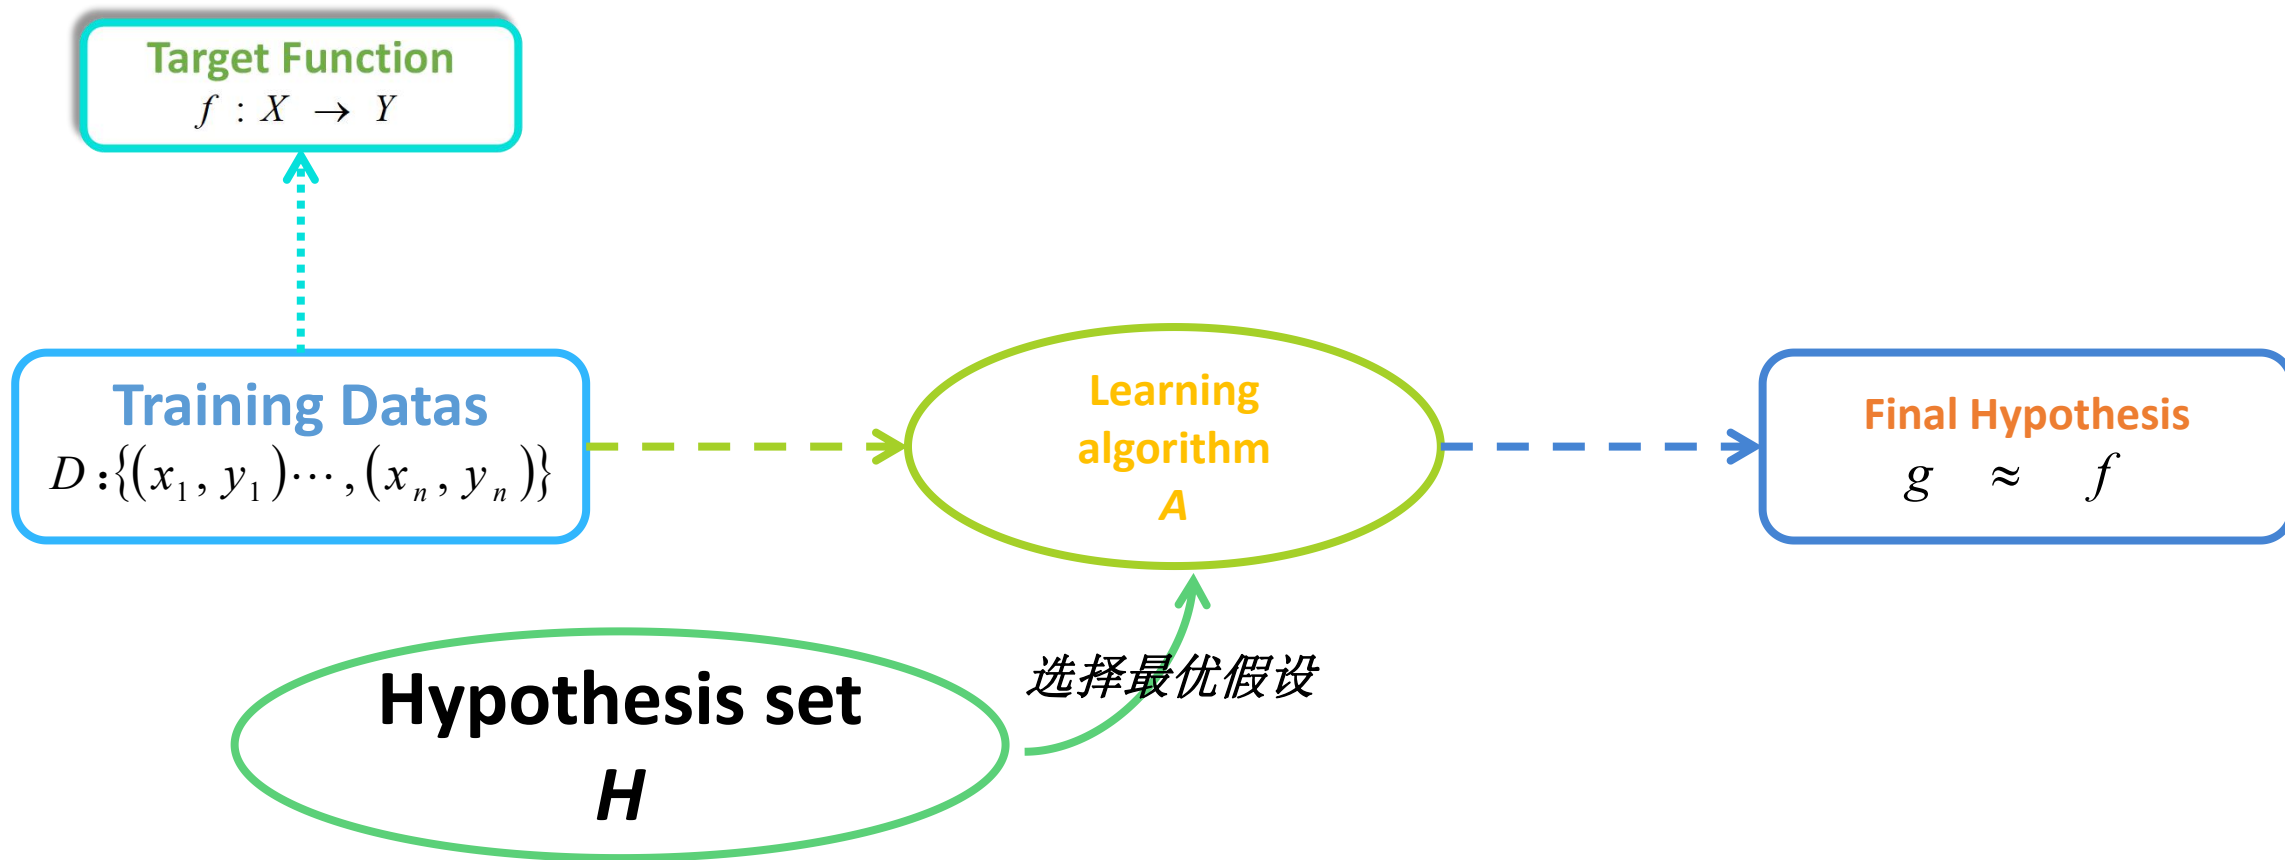 Target Function
f : X → Y
Training Datas
D :{(x₁, y₁)⋯, (xₙ, yₙ)}
Learning
algorithm
A
Final Hypothesis
g ≈ f
选择最优假设
Hypothesis set
H